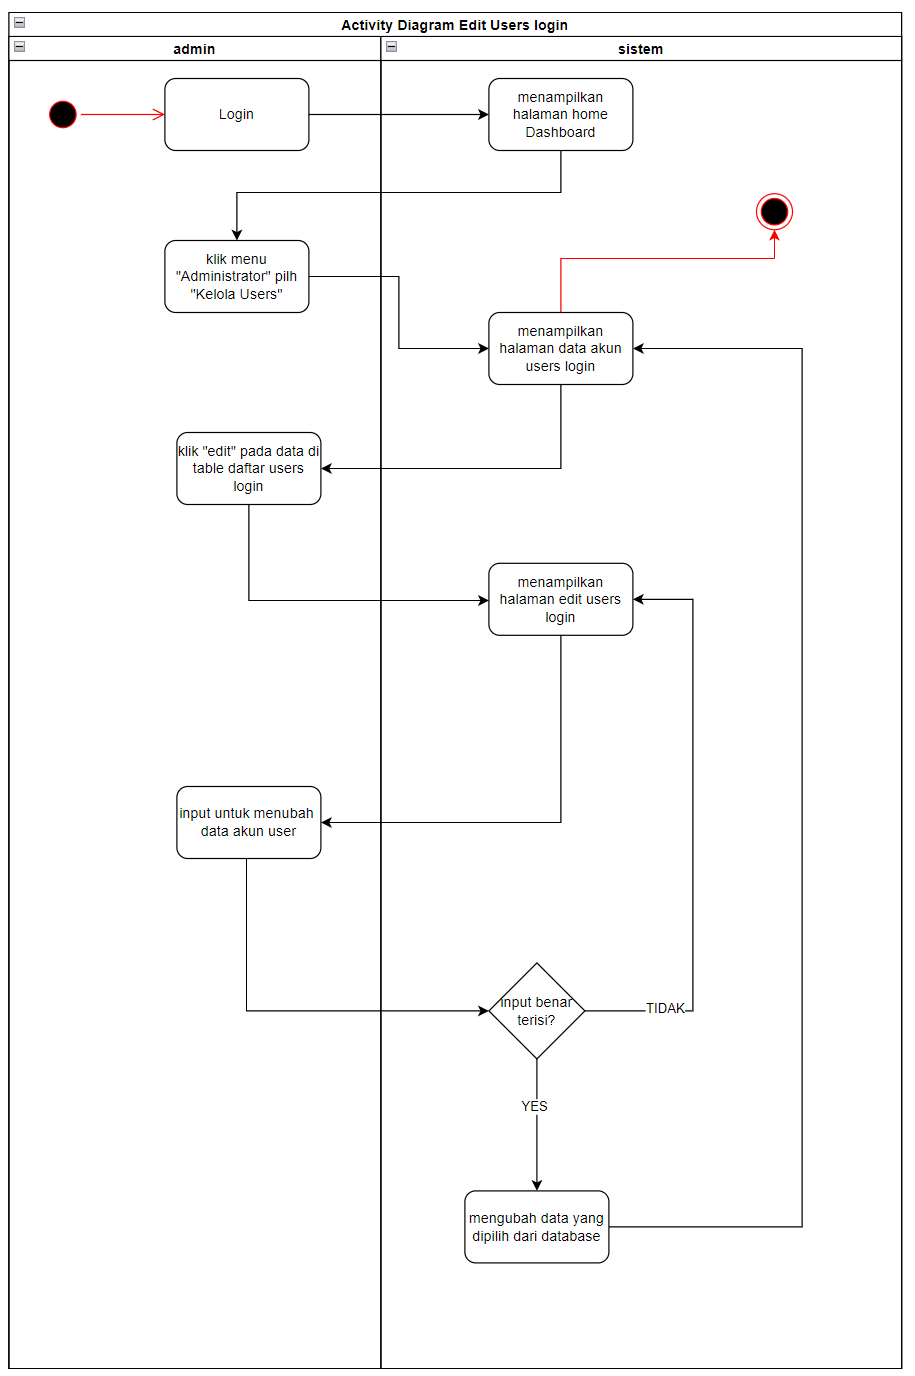 Activity Diagram Edit Users login
admin
sistem
Login
menampilkan
halaman home
Dashboard
klik menu
"Administrator" pilh
"Kelola Users"
menampilkan
halaman data akun
users login
klik "edit" pada data di
table daftar users
login
menampilkan
halaman edit users
login
input untuk menubah
data akun user
input benar
terisi?
TIDAK
YES
mengubah data yang
dipilih dari database